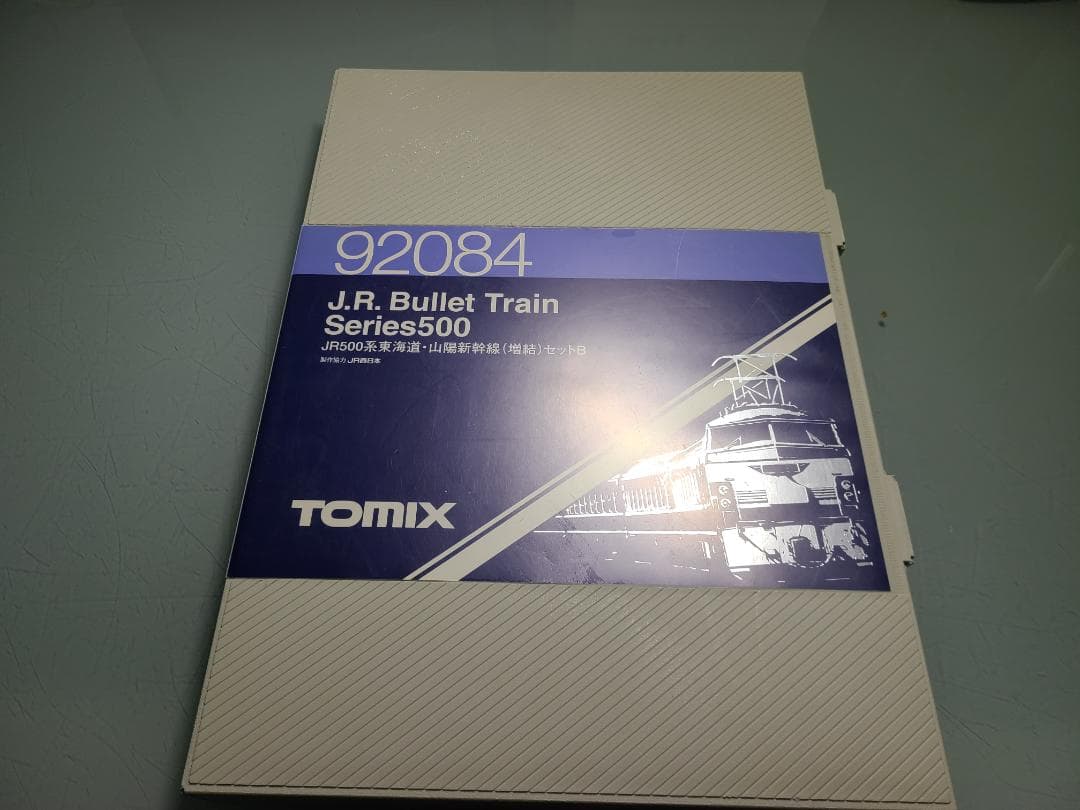 92084
J.R. Bullet Train
Series500
JR500系東海道・山陽新幹線(増結)セットB
製作協力 JR西日本
TOMIX